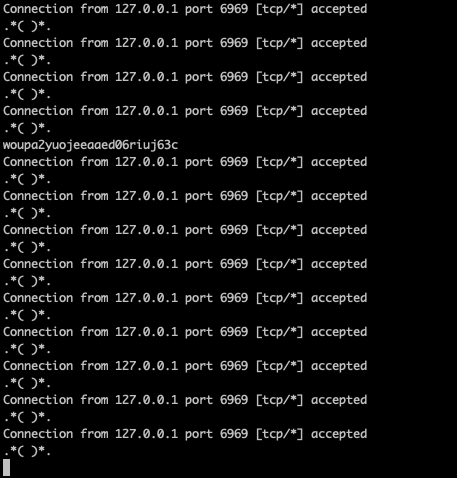 Connection from 127.0.0.1 port 6969 [tcp/*] accepted
.*( )*.
Connection from 127.0.0.1 port 6969 [tcp/*] accepted
.*( )*.
Connection from 127.0.0.1 port 6969 [tcp/*] accepted
.*( )*.
Connection from 127.0.0.1 port 6969 [tcp/*] accepted
.*( )*.
woupa2yuojeeaaed06riuj63c
Connection from 127.0.0.1 port 6969 [tcp/*] accepted
.*( )*.
Connection from 127.0.0.1 port 6969 [tcp/*] accepted
.*( )*.
Connection from 127.0.0.1 port 6969 [tcp/*] accepted
.*( )*.
Connection from 127.0.0.1 port 6969 [tcp/*] accepted
.*( )*.
Connection from 127.0.0.1 port 6969 [tcp/*] accepted
.*( )*.
Connection from 127.0.0.1 port 6969 [tcp/*] accepted
.*( )*.
Connection from 127.0.0.1 port 6969 [tcp/*] accepted
.*( )*.
Connection from 127.0.0.1 port 6969 [tcp/*] accepted
.*( )*.
Connection from 127.0.0.1 port 6969 [tcp/*] accepted
.*( )*.